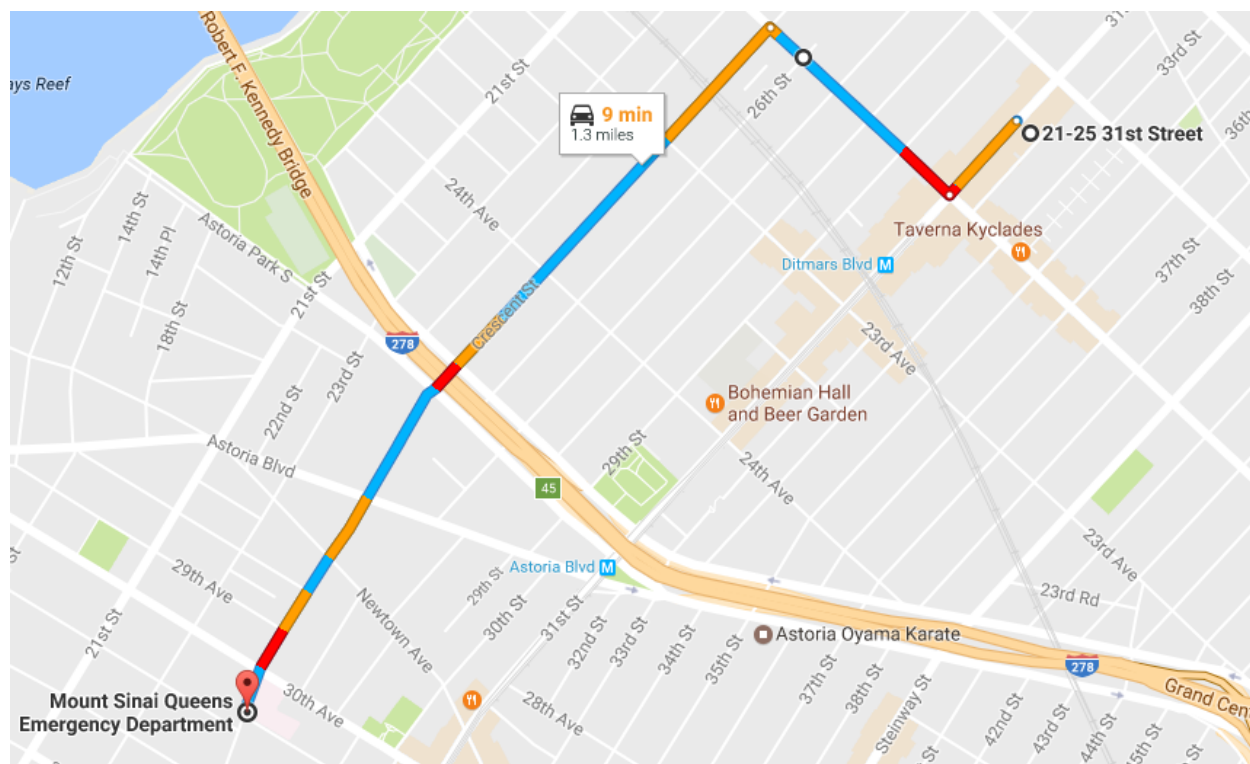 ays Reef
Robert F. Kennedy Bridge
21st St
26th St
31s
33rd St
36th
9 min
1.3 miles
21-25 31st Street
24th Ave
14th St
14th Pl
12th St
Astoria Park S
Taverna Kyclades
Ditmars Blvd M
37th St
38th St
21st St
18th St
278
Crescent St
23rd Ave
23rd St
22nd St
Bohemian Hall
and Beer Garden
Astoria Blvd
29th St
24th Ave
45
St
29th Ave
Newtown Ave
Astoria Blvd M
29th St
30th St
31st St
32nd St
33rd St
34th St
35th St
23rd Ave
23rd Rd
Astoria Oyama Karate
278
21st St
37th St
38th St
Steinway St
Grand Cen
Mount Sinai Queens
Emergency Department
30th Ave
28th Ave
42nd St
43rd St
44th St
45th St
St
St